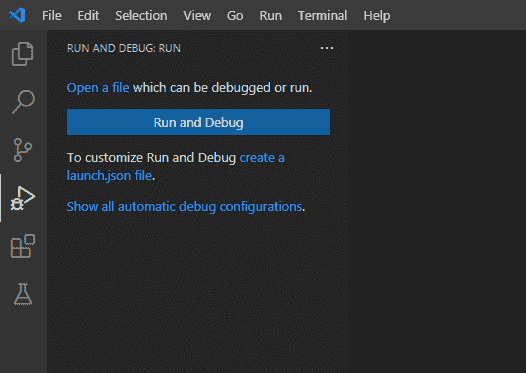 File Edit Selection View Go Run Terminal Help
RUN AND DEBUG: RUN ...
Open a file which can be debugged or run.
Run and Debug
To customize Run and Debug create a
launch.json file.
Show all automatic debug configurations.